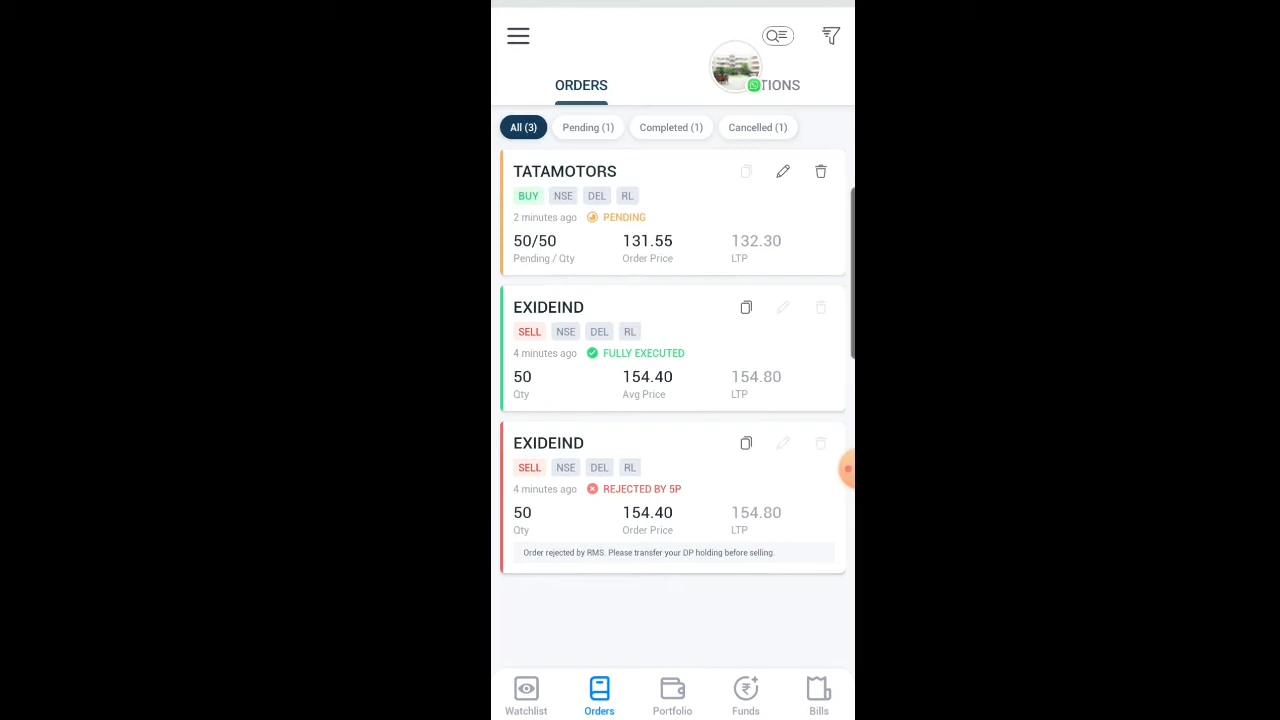 ORDERS
TIONS
All (3)
Pending (1)
Completed (1)
Cancelled (1)
TATAMOTORS
BUY NSE DEL RL
2 minutes ago PENDING
50/50 131.55 132.30
Pending / Qty Order Price LTP
EXIDEIND
SELL NSE DEL RL
4 minutes ago FULLY EXECUTED
50 154.40 154.80
Qty Avg Price LTP
EXIDEIND
SELL NSE DEL RL
4 minutes ago REJECTED BY 5P
50 154.40 154.80
Qty Order Price LTP
Order rejected by RMS. Please transfer your DP holding before selling.
Watchlist Orders Portfolio Funds Bills